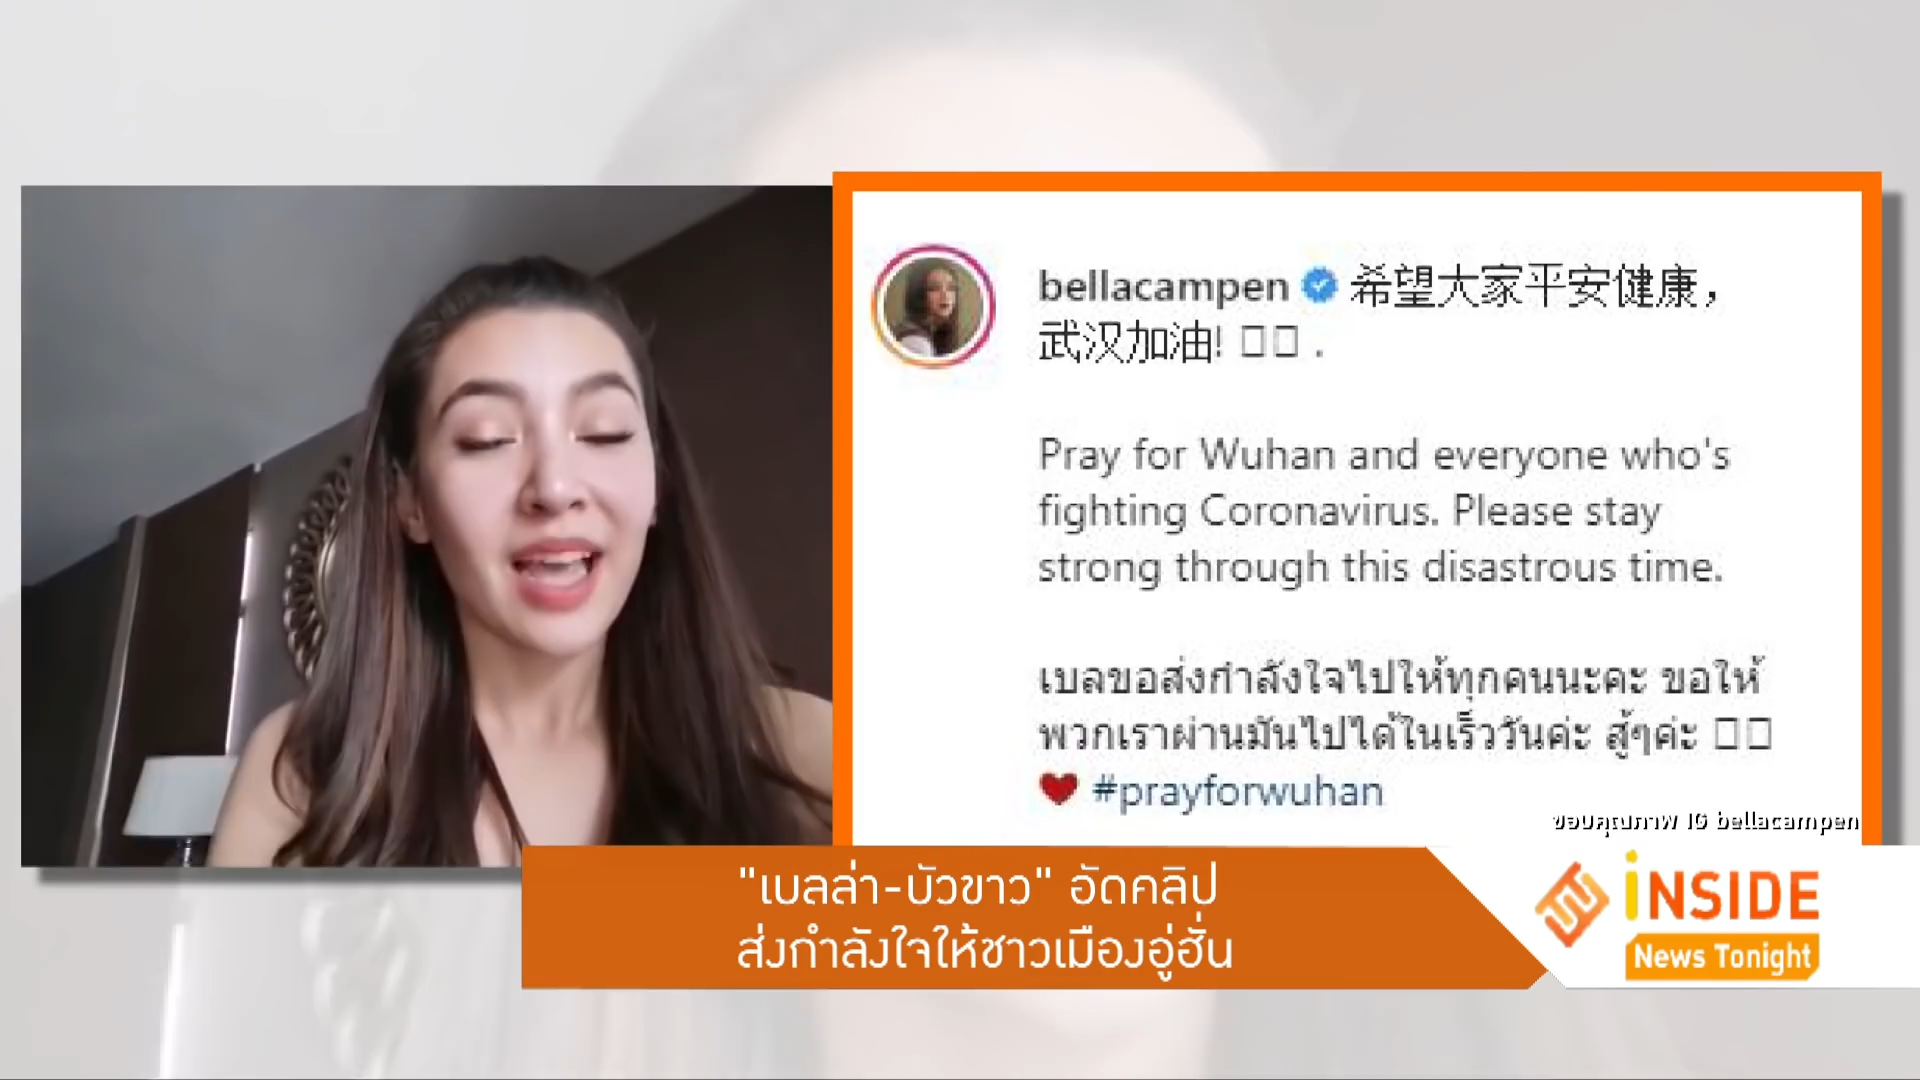 bellacampen 希望大家平安健康，
武汉加油! .
Pray for Wuhan and everyone who's
fighting Coronavirus. Please stay
strong through this disastrous time.
เบลขอส่งกำลังใจไปให้ทุกคนนะคะ ขอให้
พวกเราผ่านมันไปได้ในเร็ววันค่ะ สู้ๆค่ะ
#prayforwuhan
ขอบคุณภาพ IG bellacampen
"เบลล่า-บัวขาว" อัดคลิป
ส่งกำลังใจให้ชาวเมืองอู่ฮั่น
iNSIDE
News Tonight